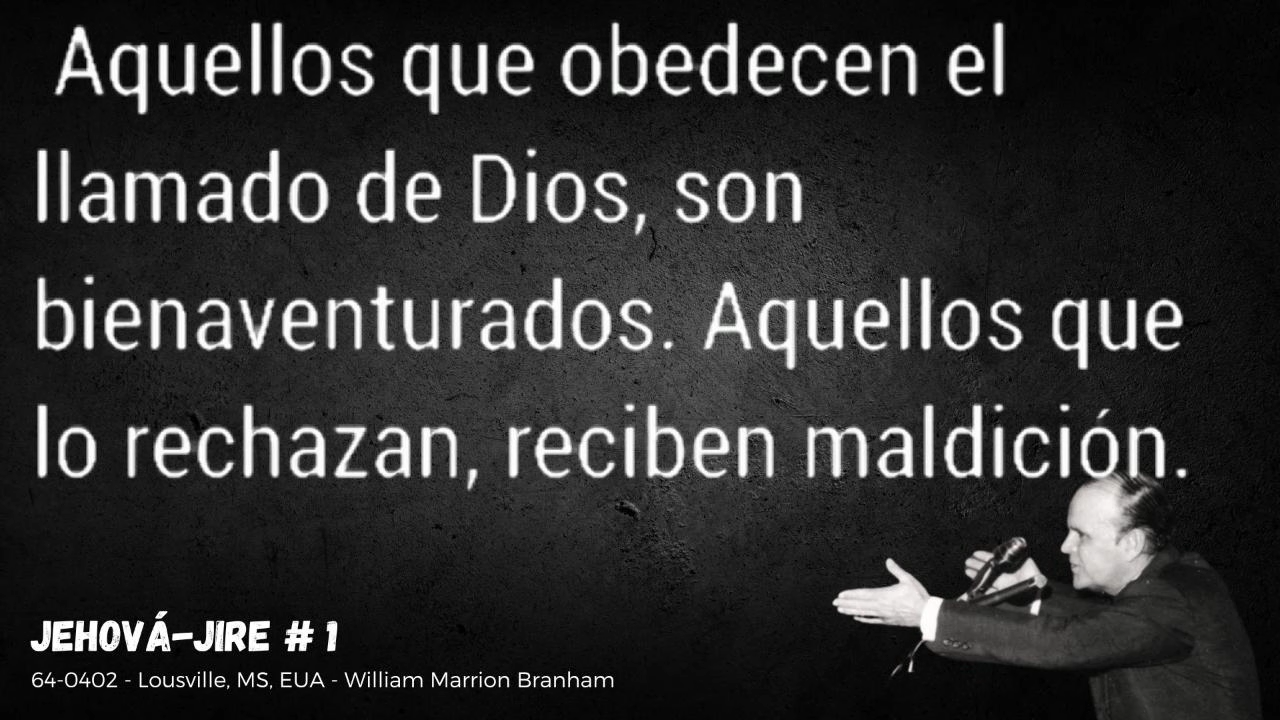 Aquellos que obedecen el
llamado de Dios, son
bienaventurados. Aquellos que
lo rechazan, reciben maldición.
JEHOVÁ-JIRE # 1
64-0402 - Lousville, MS, EUA - William Marrion Branham